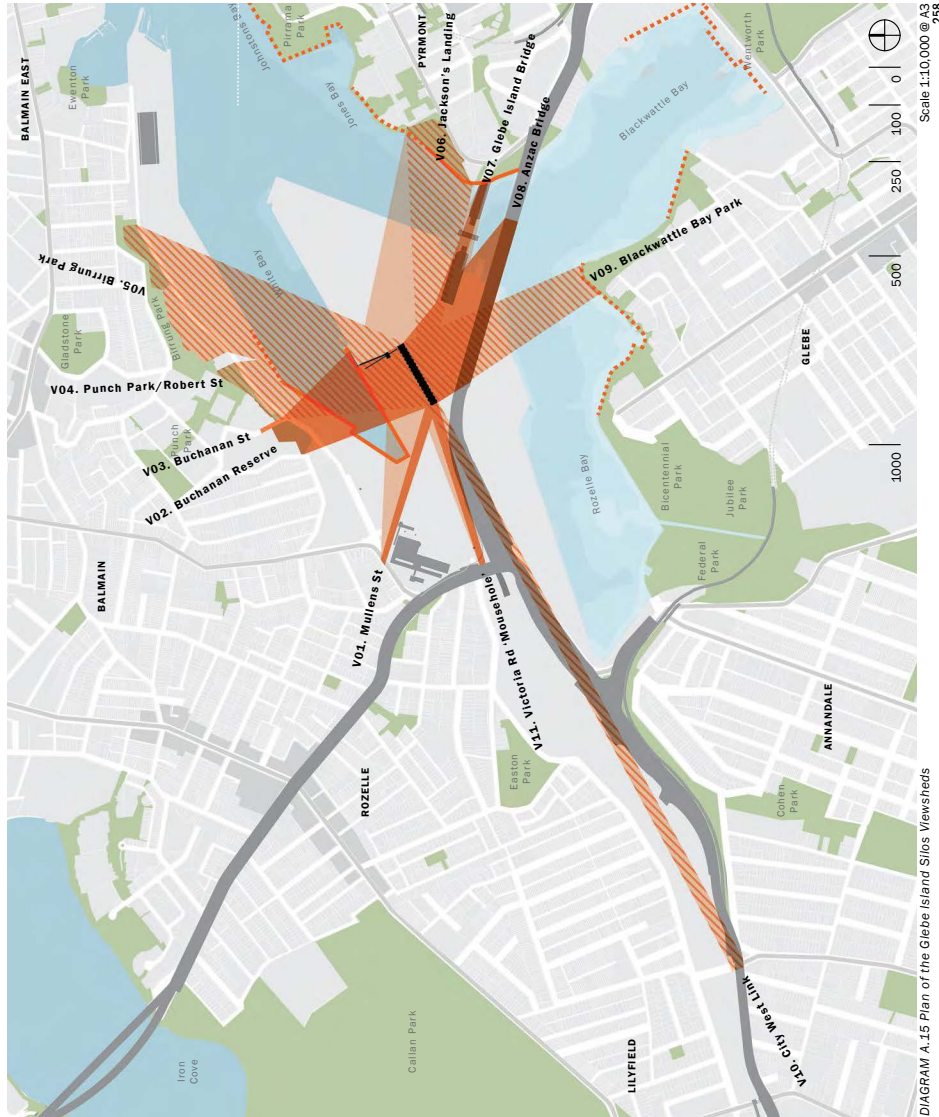 BALMAIN EAST
Ewenton
Park
Johnstons Bay
Pirrama
Park
Jones Bay
PYRMONT
V06. Jackson's Landing
V07. Glebe Island Bridge
V08. Anzac Bridge
Wentworth
Park
Blackwattle Bay
V05. Birrung Park
Birrung Park
White Bay
Gladstone
Park
V04. Punch Park/Robert St
Punch
Park
V03. Buchanan St
V02. Buchanan Reserve
V09. Blackwattle Bay Park
GLEBE
BALMAIN
V01. Mullens St
Rozelle Bay
Bicentennial
Park
Jubilee
Park
Federal
Park
V11. Victoria Rd 'Mousehole'
ROZELLE
Easton
Park
ANNANDALE
Cohen
Park
Iron
Cove
Callan Park
LILYFIELD
V10. City West Link
0
100
250
500
1000
Scale 1:10,000 @ A3
258
DIAGRAM A.15 Plan of the Glebe Island Silos Viewsheds